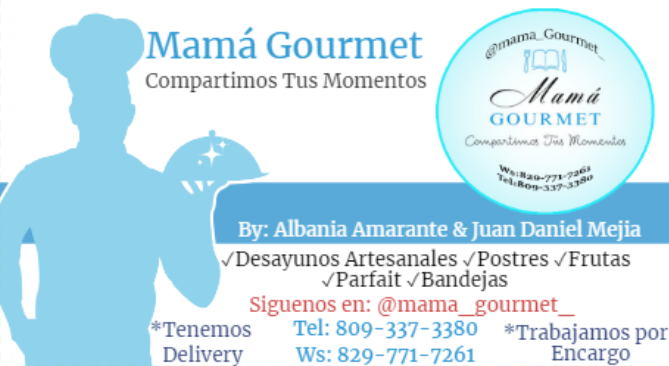 Mamá Gourmet
Compartimos Tus Momentos
@mama_Gourmet_
Mamá
GOURMET
Compartimos Tus Momentos
Ws:829-771-7261
Tel:809-337-3380
By: Albania Amarante & Juan Daniel Mejia
✓Desayunos Artesanales ✓Postres ✓Frutas
✓Parfait ✓Bandejas
Siguenos en: @mama_gourmet_
*Tenemos
Delivery
Tel: 809-337-3380
Ws: 829-771-7261
*Trabajamos por
Encargo